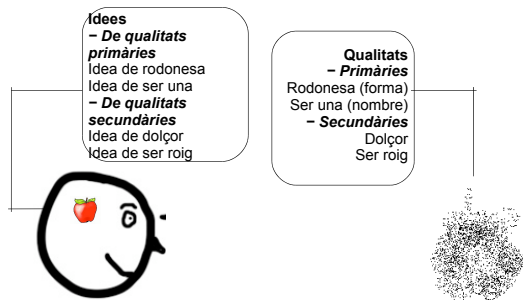 Idees
– De qualitats
primàries
Idea de rodonesa
Idea de ser una
– De qualitats
secundàries
Idea de dolçor
Idea de ser roig
Qualitats
– Primàries
Rodonesa (forma)
Ser una (nombre)
– Secundàries
Dolçor
Ser roig